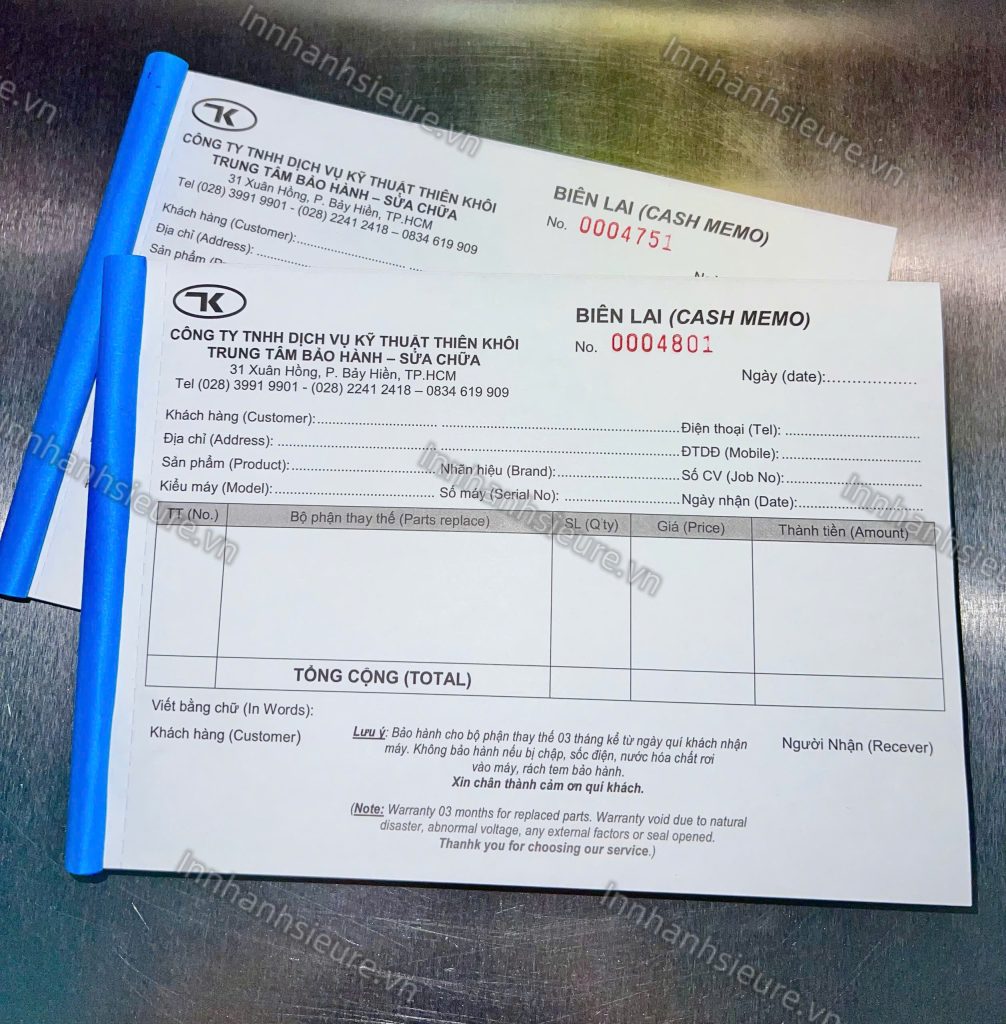 TK
CÔNG TY TNHH DỊCH VỤ KỸ THUẬT THIÊN KHÔI
TRUNG TÂM BẢO HÀNH – SỬA CHỮA
31 Xuân Hồng, P. Bảy Hiền, TP.HCM
Tel (028) 3991 9901 - (028) 2241 2418 – 0834 619 909
BIÊN LAI (CASH MEMO)
No. 0004751
Khách hàng (Customer):
Địa chỉ (Address):
Sản phẩm
TK
CÔNG TY TNHH DỊCH VỤ KỸ THUẬT THIÊN KHÔI
TRUNG TÂM BẢO HÀNH – SỬA CHỮA
31 Xuân Hồng, P. Bảy Hiền, TP.HCM
Tel (028) 3991 9901 - (028) 2241 2418 – 0834 619 909
BIÊN LAI (CASH MEMO)
No. 0004801
Ngày (date):
Khách hàng (Customer): Điện thoại (Tel):
Địa chỉ (Address): ĐTDĐ (Mobile):
Sản phẩm (Product): Nhãn hiệu (Brand): Số CV (Job No):
Kiểu máy (Model): Số máy (Serial No): Ngày nhận (Date):
TT (No.) Bộ phận thay thế (Parts replace) SL (Q'ty) Giá (Price) Thành tiền (Amount)
TỔNG CỘNG (TOTAL)
Viết bằng chữ (In Words):
Khách hàng (Customer)
Lưu ý: Bảo hành cho bộ phận thay thế 03 tháng kể từ ngày quí khách nhận
máy. Không bảo hành nếu bị chập, sốc điện, nước hóa chất rơi
vào máy, rách tem bảo hành.
Xin chân thành cảm ơn quí khách.
Người Nhận (Recever)
(Note: Warranty 03 months for replaced parts. Warranty void due to natural
disaster, abnormal voltage, any external factors or seal opened.
Thanhk you for choosing our service.)
Innhanhsieure.vn
Innhanhsieure.vn
e.vn
Innhanhsieure.vn
Innhanhsieure.vn
Innhanhsieure.vn
Innhanhsieure.vn
Innhanhsieure.vn